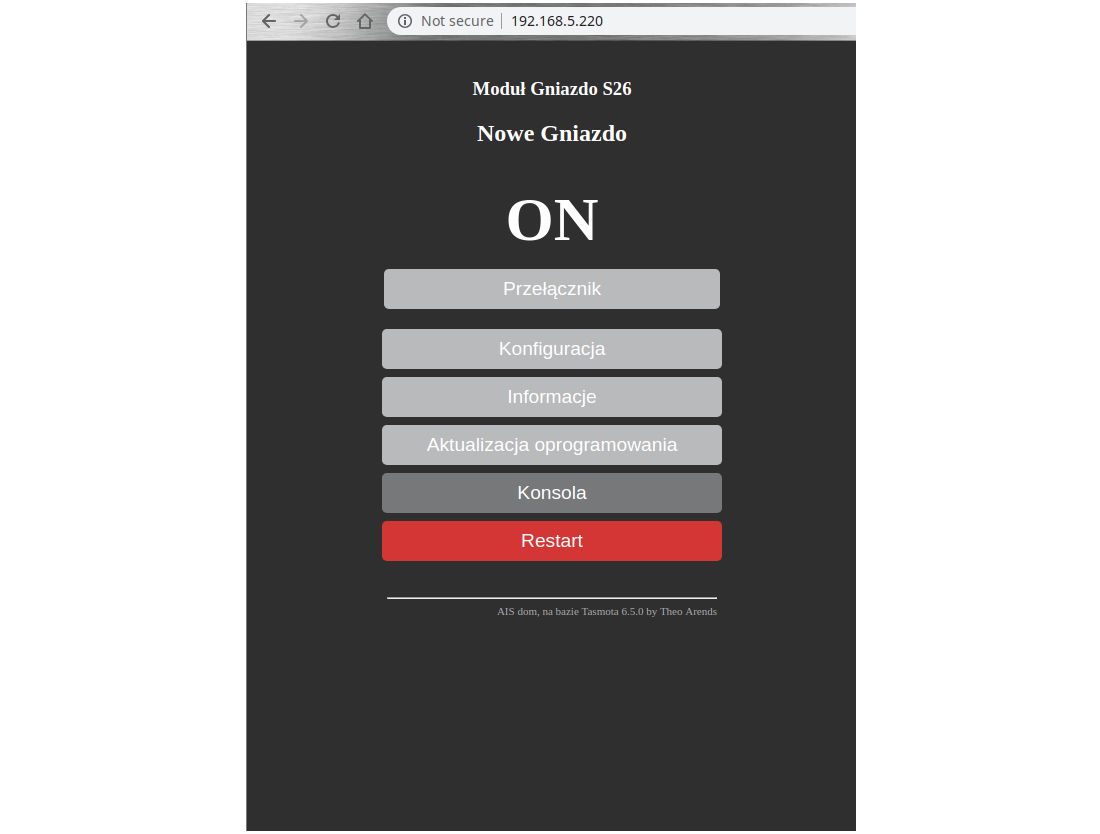 Not secure 192.168.5.220
Moduł Gniazdo S26
Nowe Gniazdo
ON
Przełącznik
Konfiguracja
Informacje
Aktualizacja oprogramowania
Konsola
Restart
AIS dom, na bazie Tasmota 6.5.0 by Theo Arends